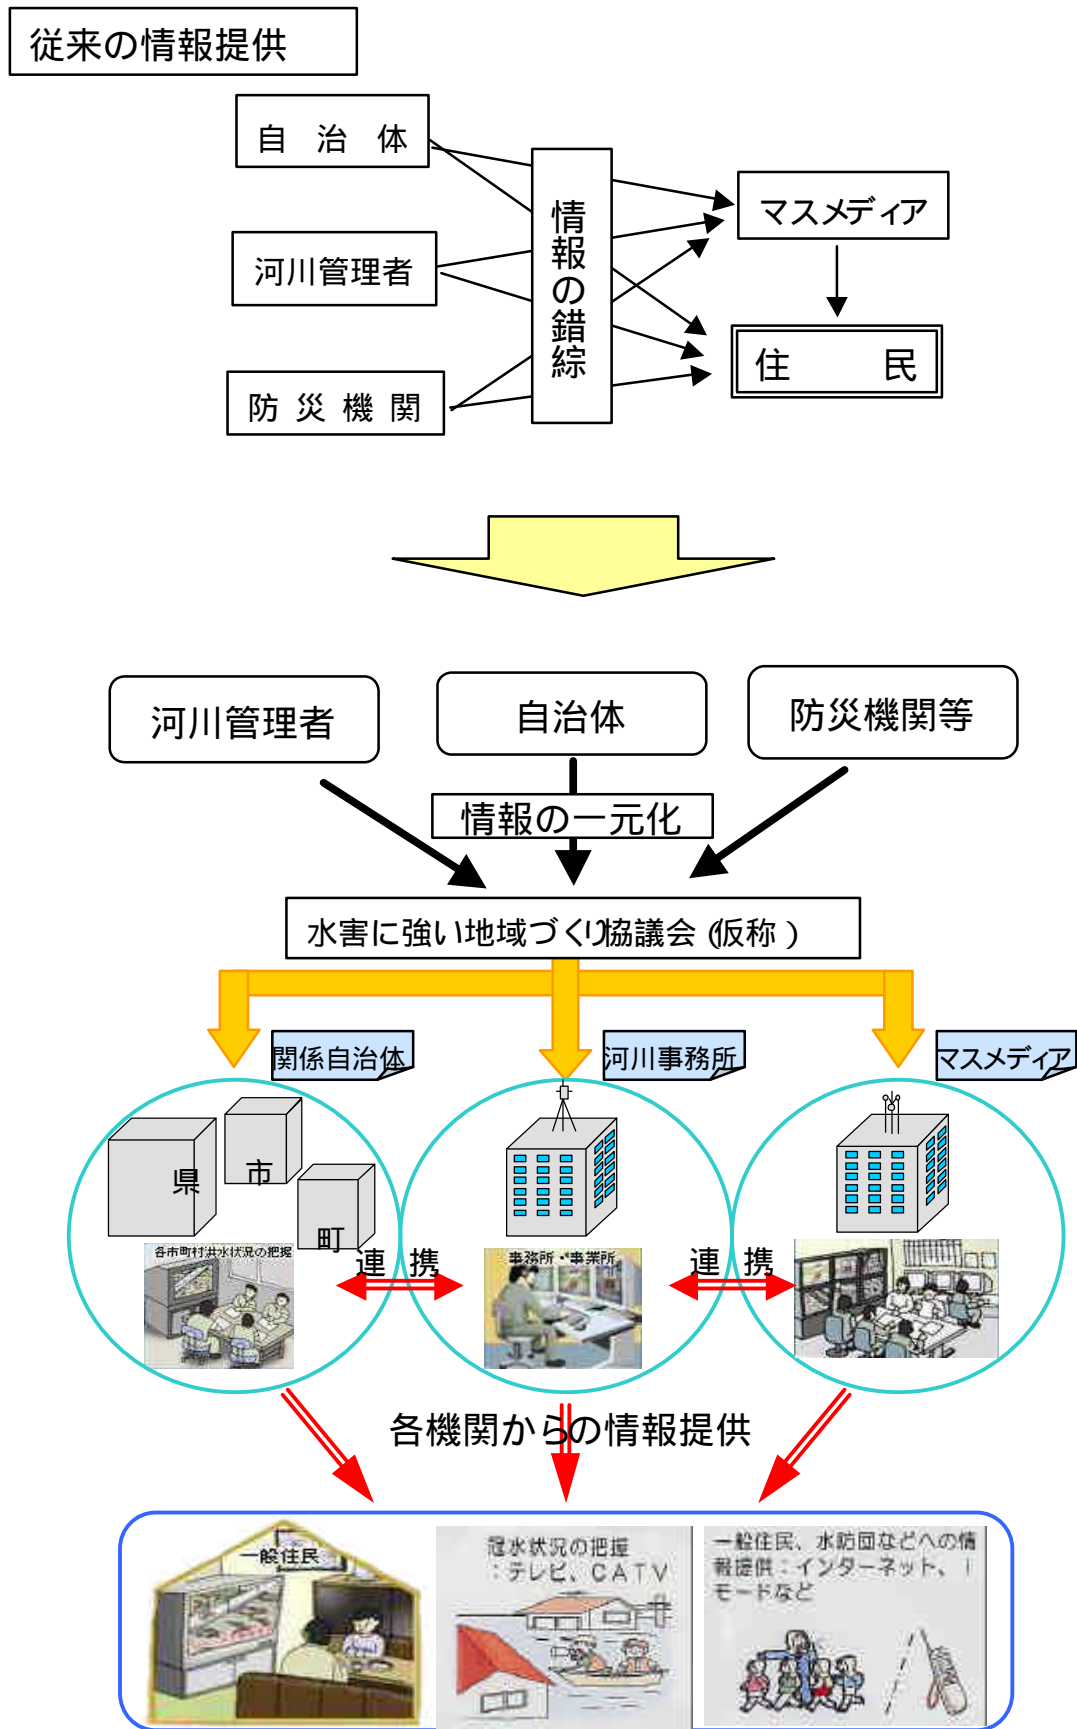 従来の情報提供
自 治 体
情報の錯綜
マスメディア
河川管理者
住 民
防 災 機 関
河川管理者
自治体
防災機関等
情報の一元化
水害に強い地域づくり協議会(仮称)
関係自治体
河川事務所
マスメディア
県
市
町
各市町村洪水状況の把握
連 携
事務所・事業所
連 携
各機関からの情報提供
一般住民
冠水状況の把握
:テレビ、CATV
一般住民、水防団などへの情
報提供:インターネット、i
モードなど